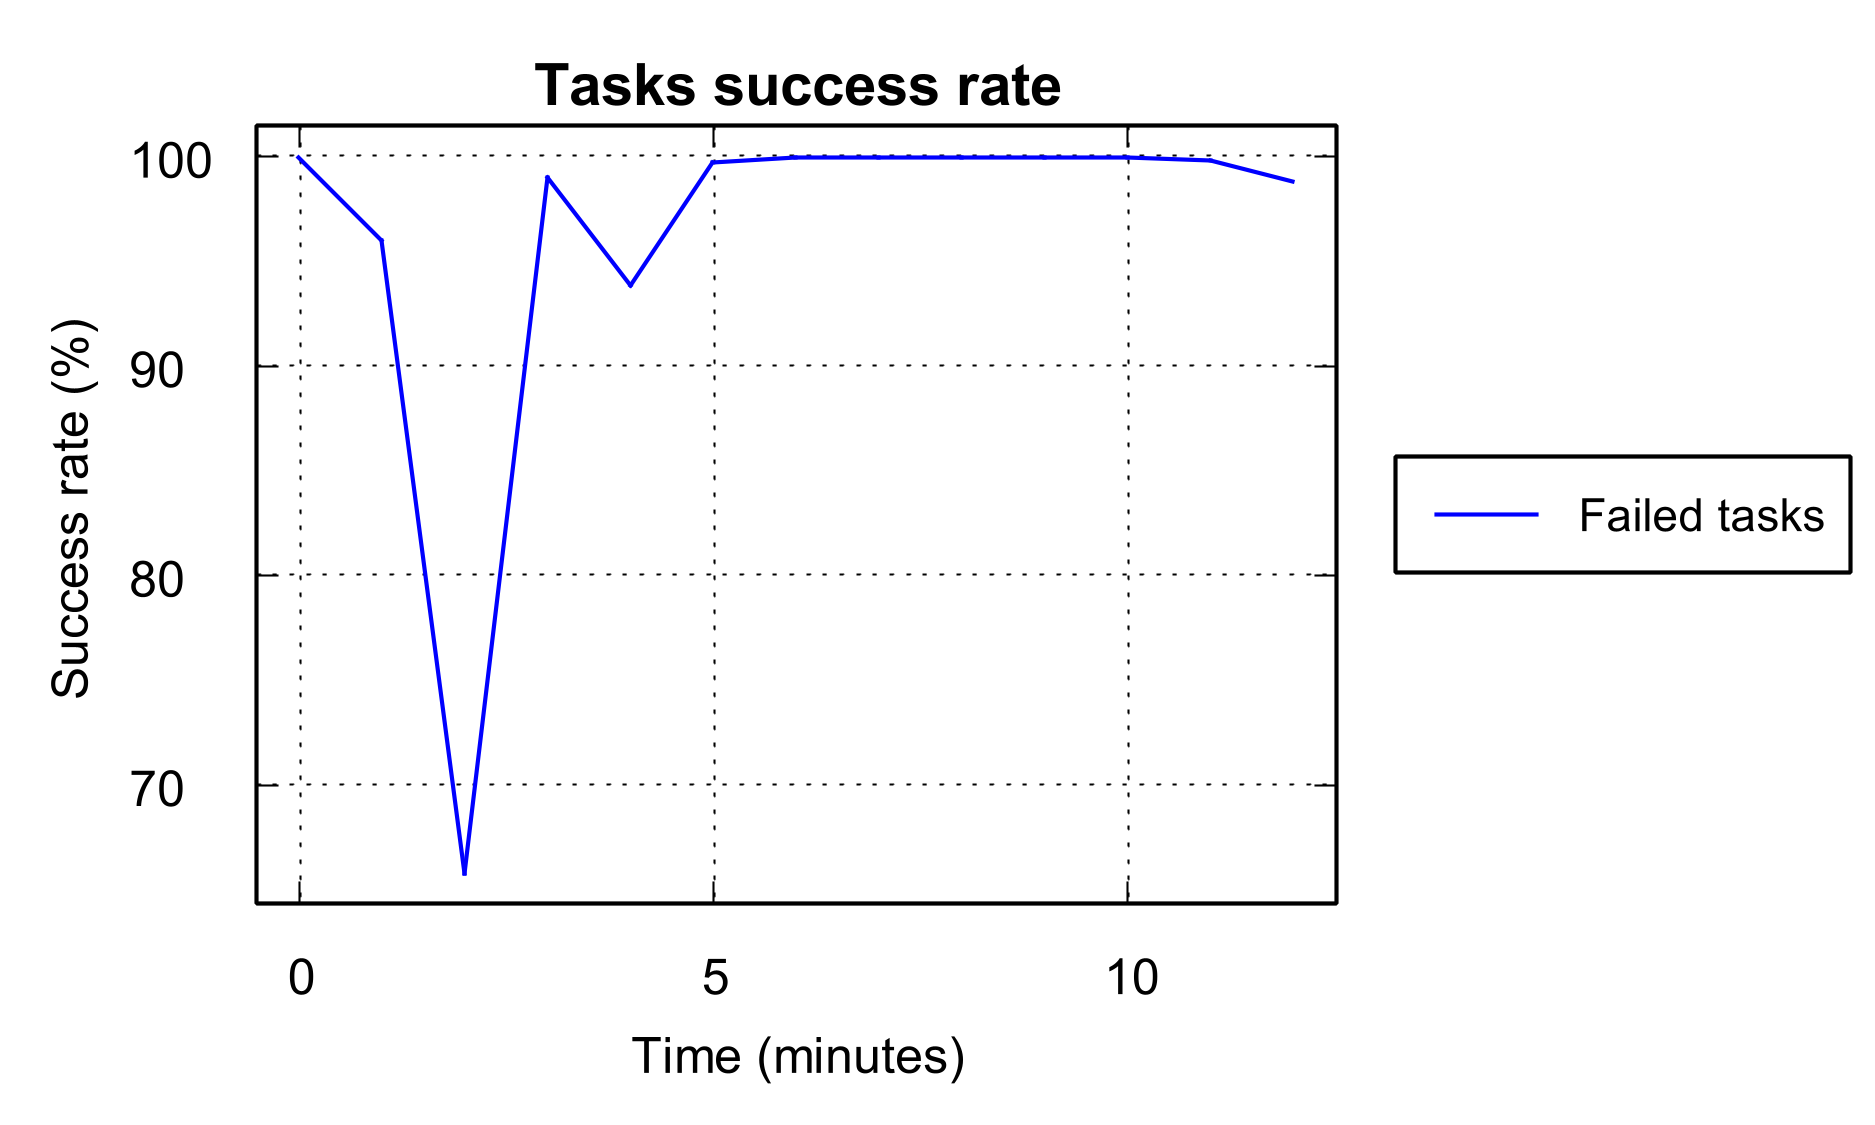 Tasks success rate
100
90
80
70
Success rate (%)
0 5 10
Time (minutes)
Failed tasks